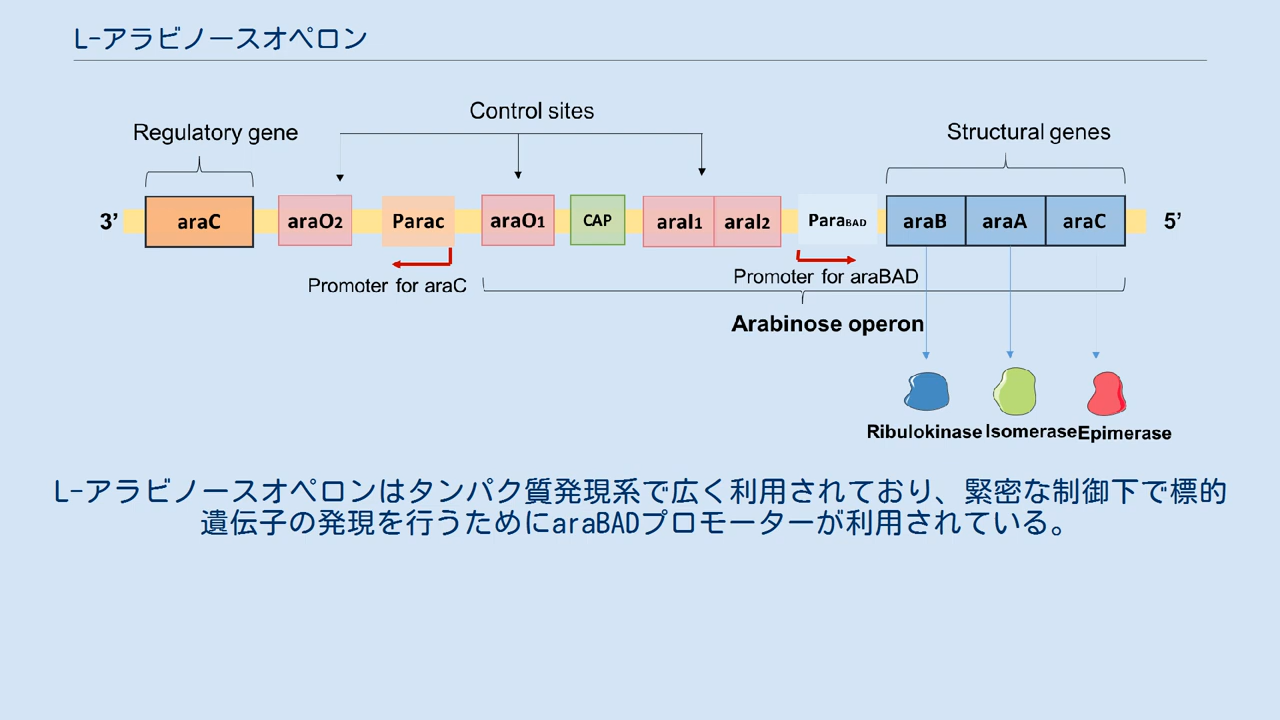 L-アラビノースオペロン
Control sites
Regulatory gene
Structural genes
3’ araC araO2 Parac araO1 CAP araI1 araI2 ParaBAD araB araA araC 5’
Promoter for araC
Promoter for araBAD
Arabinose operon
Ribulokinase Isomerase Epimerase
L-アラビノースオペロンはタンパク質発現系で広く利用されており、緊密な制御下で標的
遺伝子の発現を行うためにaraBADプロモーターが利用されている。